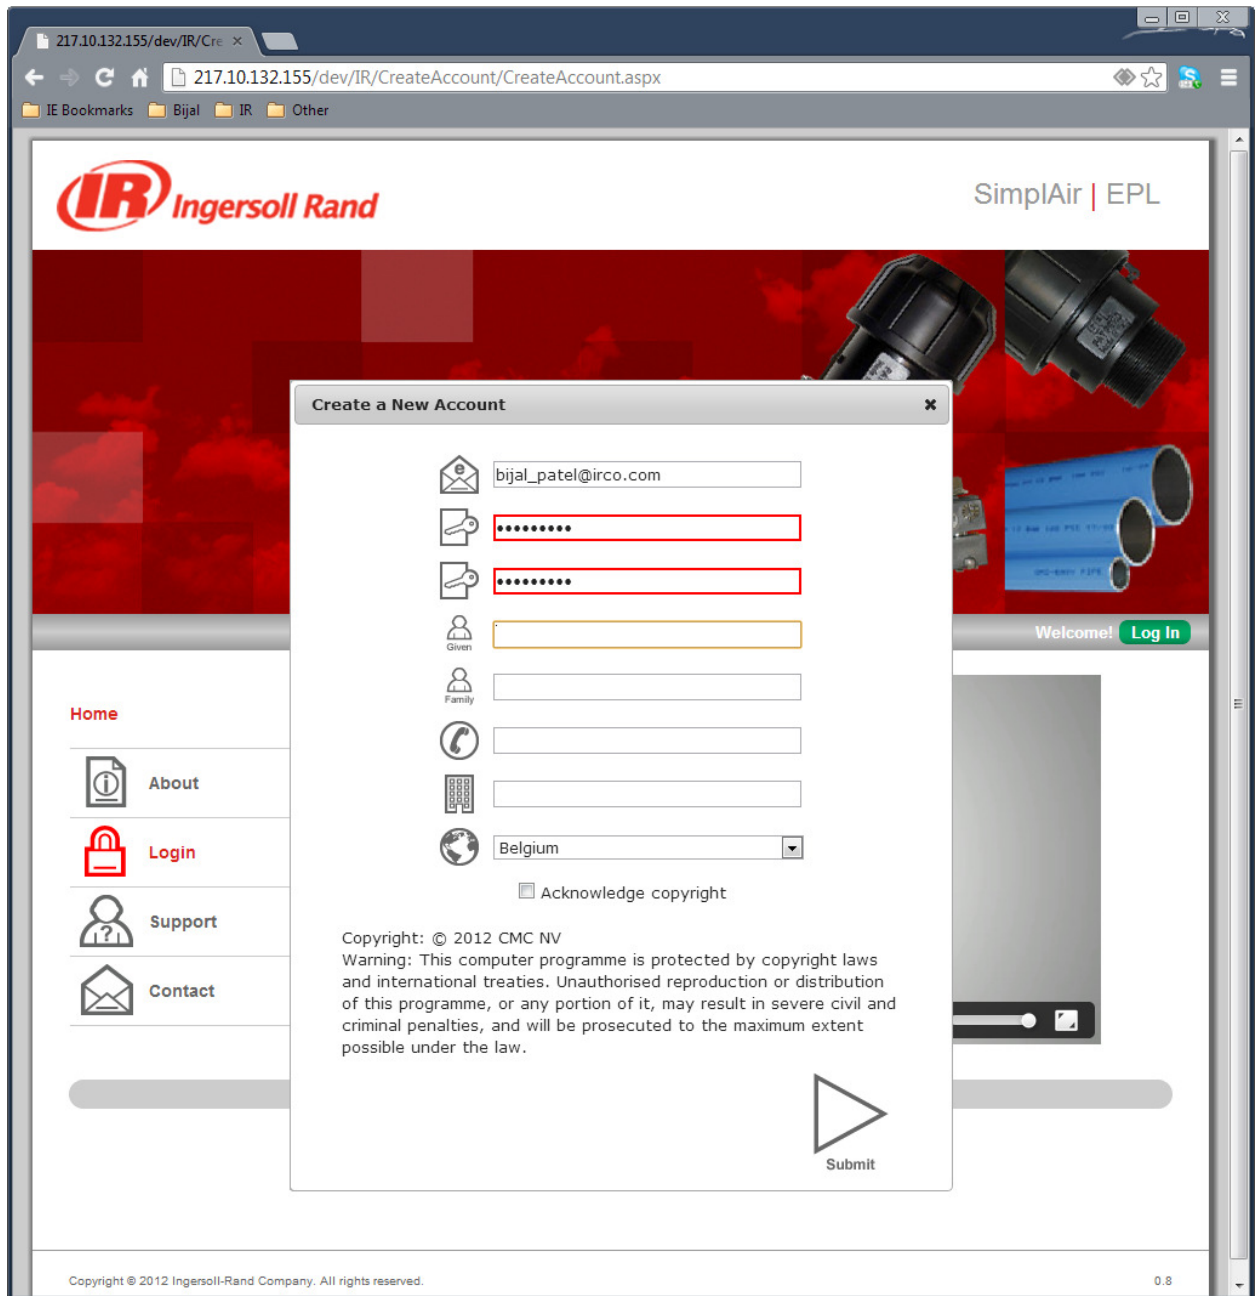 217.10.132.155/dev/IR/Cre
217.10.132.155/dev/IR/CreateAccount/CreateAccount.aspx
IE Bookmarks Bijal IR Other
IR Ingersoll Rand
SimplAir | EPL
Create a New Account
e
bijal_patel@irco.com
•••••••••
•••••••••
Given
Family
Welcome! Log In
Home
About
Login
Support
Contact
Belgium
Acknowledge copyright
Copyright: © 2012 CMC NV
Warning: This computer programme is protected by copyright laws
and international treaties. Unauthorised reproduction or distribution
of this programme, or any portion of it, may result in severe civil and
criminal penalties, and will be prosecuted to the maximum extent
possible under the law.
Submit
Copyright © 2012 Ingersoll-Rand Company. All rights reserved.
0.8